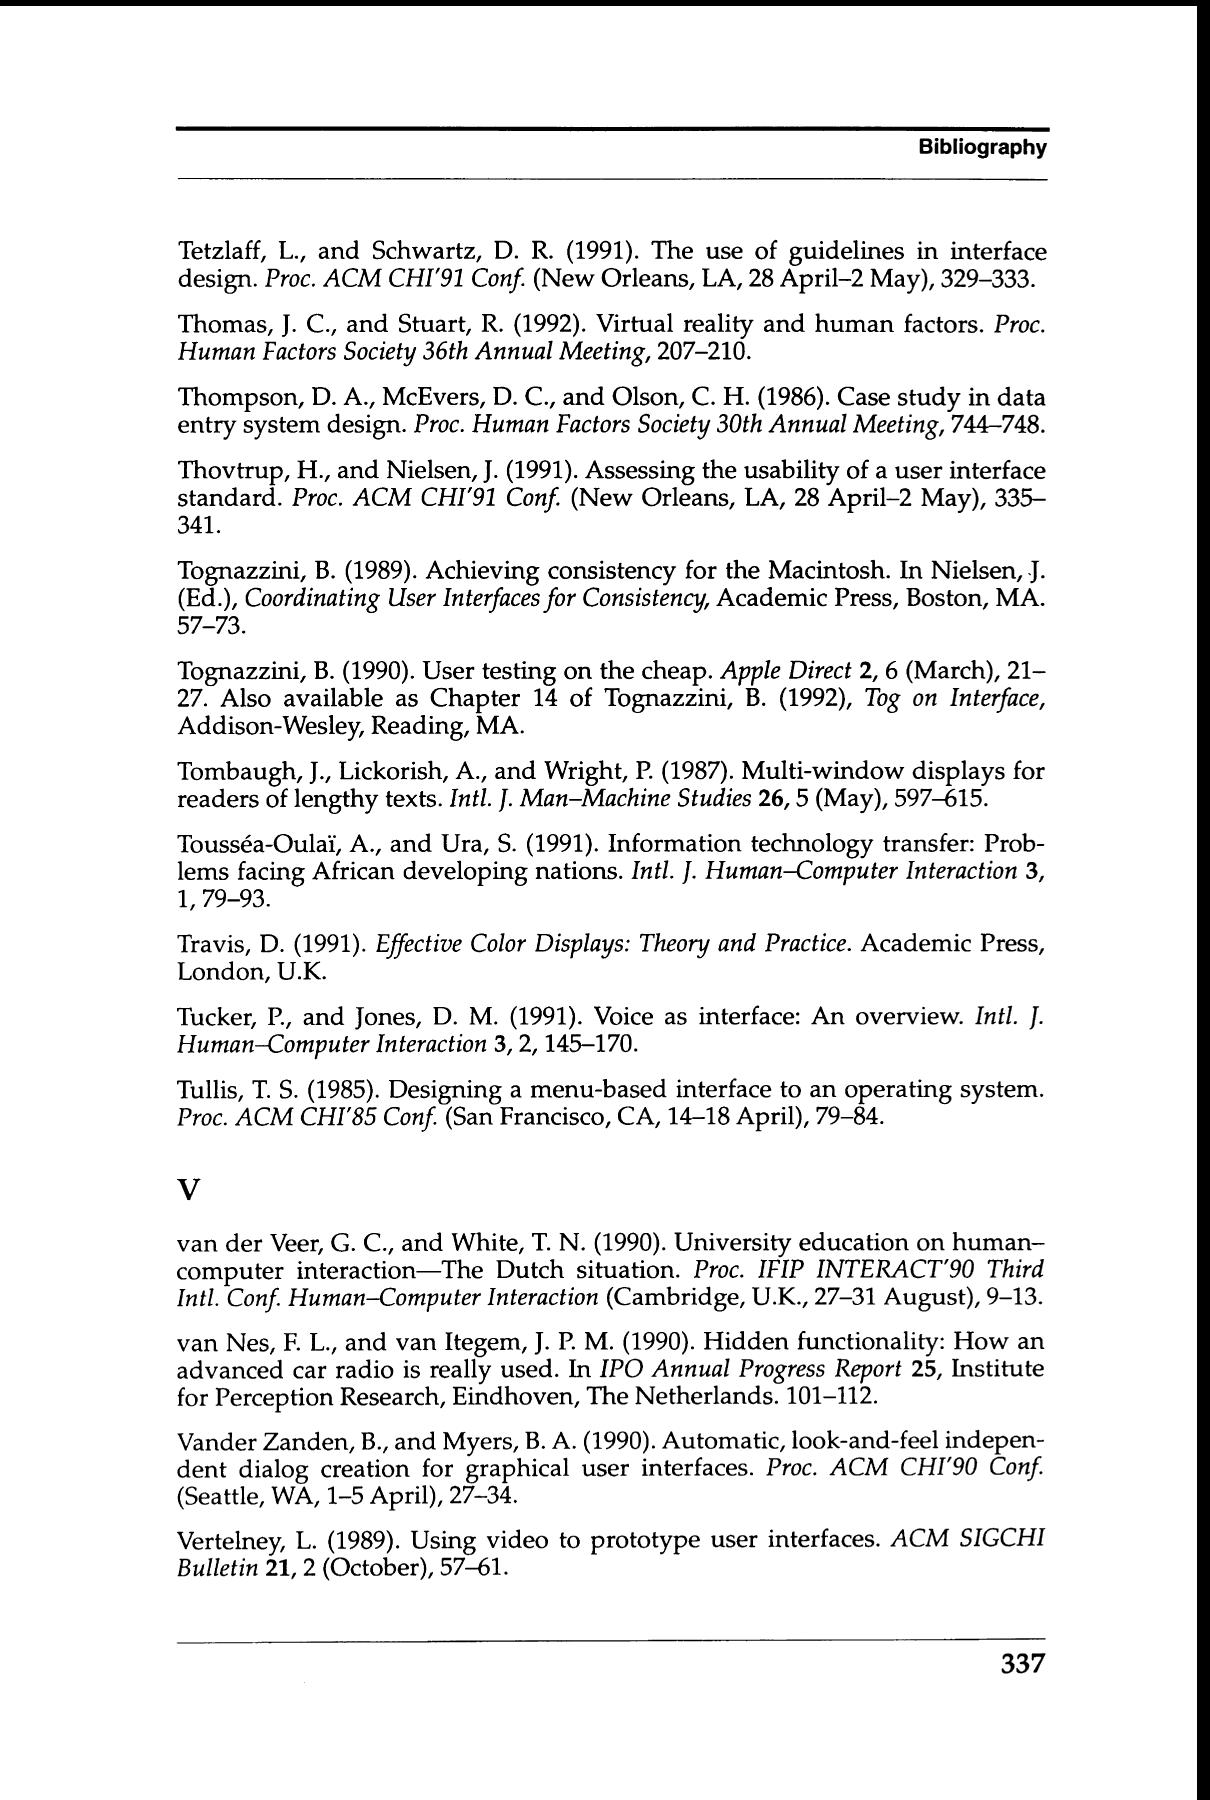 Bibliography
Tetzlaff, L., and Schwartz, D. R. (1991). The use of guidelines in interface
design. Proc. ACM CHI'91 Conf. (New Orleans, LA, 28 April–2 May), 329–333.
Thomas, J. C., and Stuart, R. (1992). Virtual reality and human factors. Proc.
Human Factors Society 36th Annual Meeting, 207–210.
Thompson, D. A., McEvers, D. C., and Olson, C. H. (1986). Case study in data
entry system design. Proc. Human Factors Society 30th Annual Meeting, 744–748.
Thovtrup, H., and Nielsen, J. (1991). Assessing the usability of a user interface
standard. Proc. ACM CHI'91 Conf. (New Orleans, LA, 28 April–2 May), 335–
341.
Tognazzini, B. (1989). Achieving consistency for the Macintosh. In Nielsen, J.
(Ed.), Coordinating User Interfaces for Consistency, Academic Press, Boston, MA.
57–73.
Tognazzini, B. (1990). User testing on the cheap. Apple Direct 2, 6 (March), 21–
27. Also available as Chapter 14 of Tognazzini, B. (1992), Tog on Interface,
Addison-Wesley, Reading, MA.
Tombaugh, J., Lickorish, A., and Wright, P. (1987). Multi-window displays for
readers of lengthy texts. Intl. J. Man–Machine Studies 26, 5 (May), 597–615.
Tousséa-Oulaï, A., and Ura, S. (1991). Information technology transfer: Prob-
lems facing African developing nations. Intl. J. Human–Computer Interaction 3,
1, 79–93.
Travis, D. (1991). Effective Color Displays: Theory and Practice. Academic Press,
London, U.K.
Tucker, P., and Jones, D. M. (1991). Voice as interface: An overview. Intl. J.
Human–Computer Interaction 3, 2, 145–170.
Tullis, T. S. (1985). Designing a menu-based interface to an operating system.
Proc. ACM CHI'85 Conf. (San Francisco, CA, 14–18 April), 79–84.
V
van der Veer, G. C., and White, T. N. (1990). University education on human–
computer interaction—The Dutch situation. Proc. IFIP INTERACT'90 Third
Intl. Conf. Human–Computer Interaction (Cambridge, U.K., 27–31 August), 9–13.
van Nes, F. L., and van Itegem, J. P. M. (1990). Hidden functionality: How an
advanced car radio is really used. In IPO Annual Progress Report 25, Institute
for Perception Research, Eindhoven, The Netherlands. 101–112.
Vander Zanden, B., and Myers, B. A. (1990). Automatic, look-and-feel indepen-
dent dialog creation for graphical user interfaces. Proc. ACM CHI'90 Conf.
(Seattle, WA, 1–5 April), 27–34.
Vertelney, L. (1989). Using video to prototype user interfaces. ACM SIGCHI
Bulletin 21, 2 (October), 57–61.
337